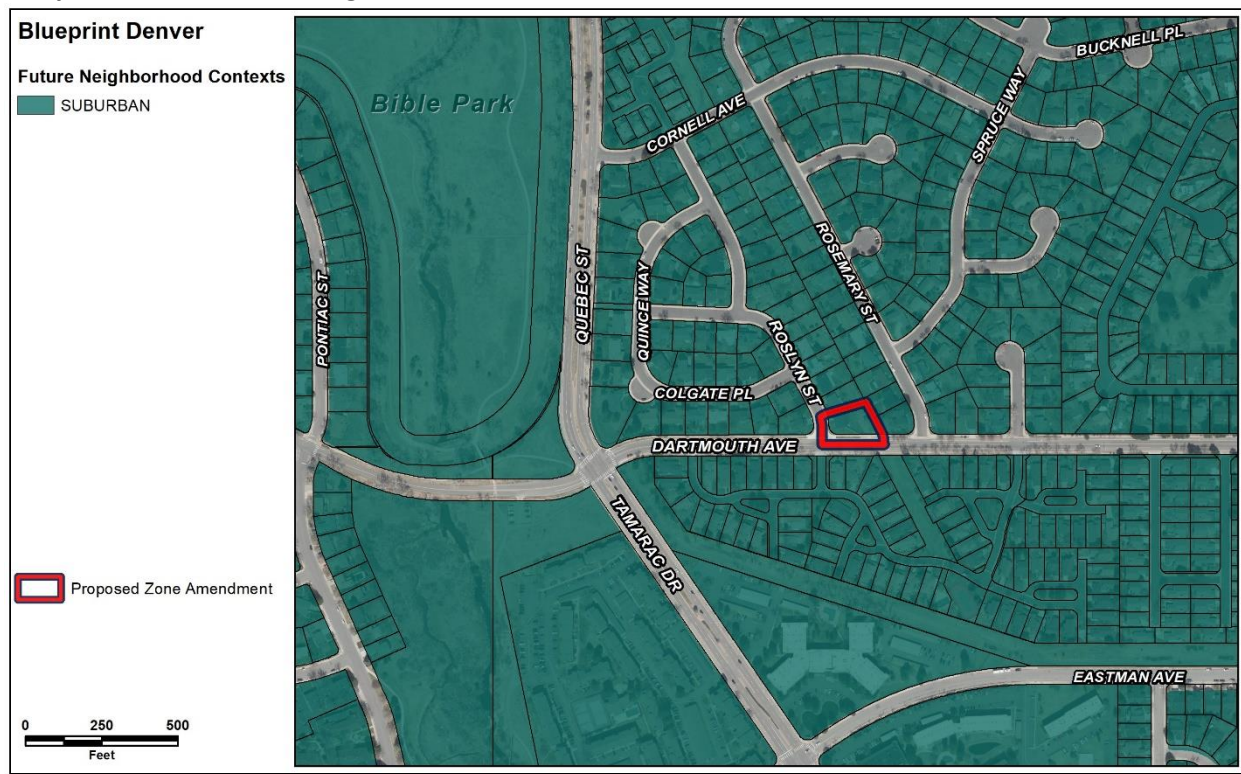 Blueprint Denver
Future Neighborhood Contexts
SUBURBAN
Proposed Zone Amendment
0 250 500
Feet
Bible Park
BUCKNELL PL
CORNELL AVE
SPRUCE WAY
PONTIAC ST
QUEBEC ST
QUINCE WAY
ROSEMARY ST
ROSLYN ST
COLGATE PL
DARTMOUTH AVE
TAMARAC DR
EASTMAN AVE